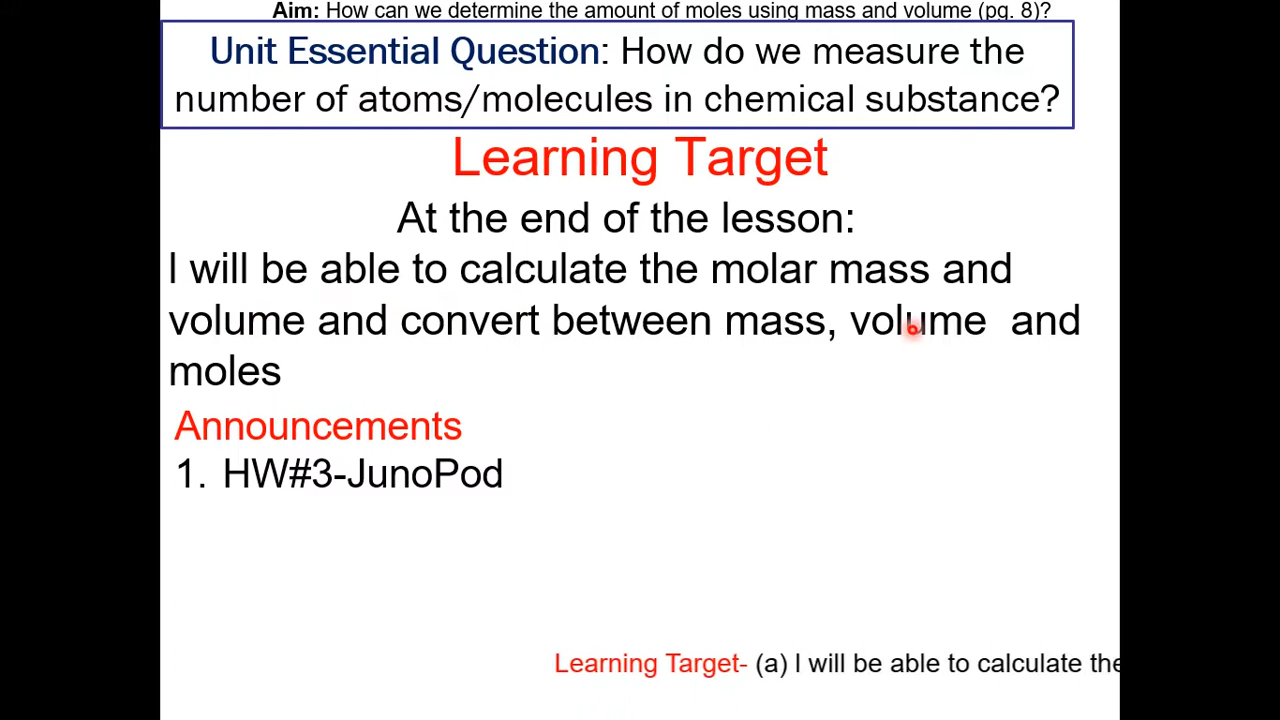 Aim: How can we determine the amount of moles using mass and volume (pg. 8)?
Unit Essential Question: How do we measure the
number of atoms/molecules in chemical substance?
Learning Target
At the end of the lesson:
I will be able to calculate the molar mass and
volume and convert between mass, volume and
moles
Announcements
1. HW#3-JunoPod
Learning Target- (a) I will be able to calculate the